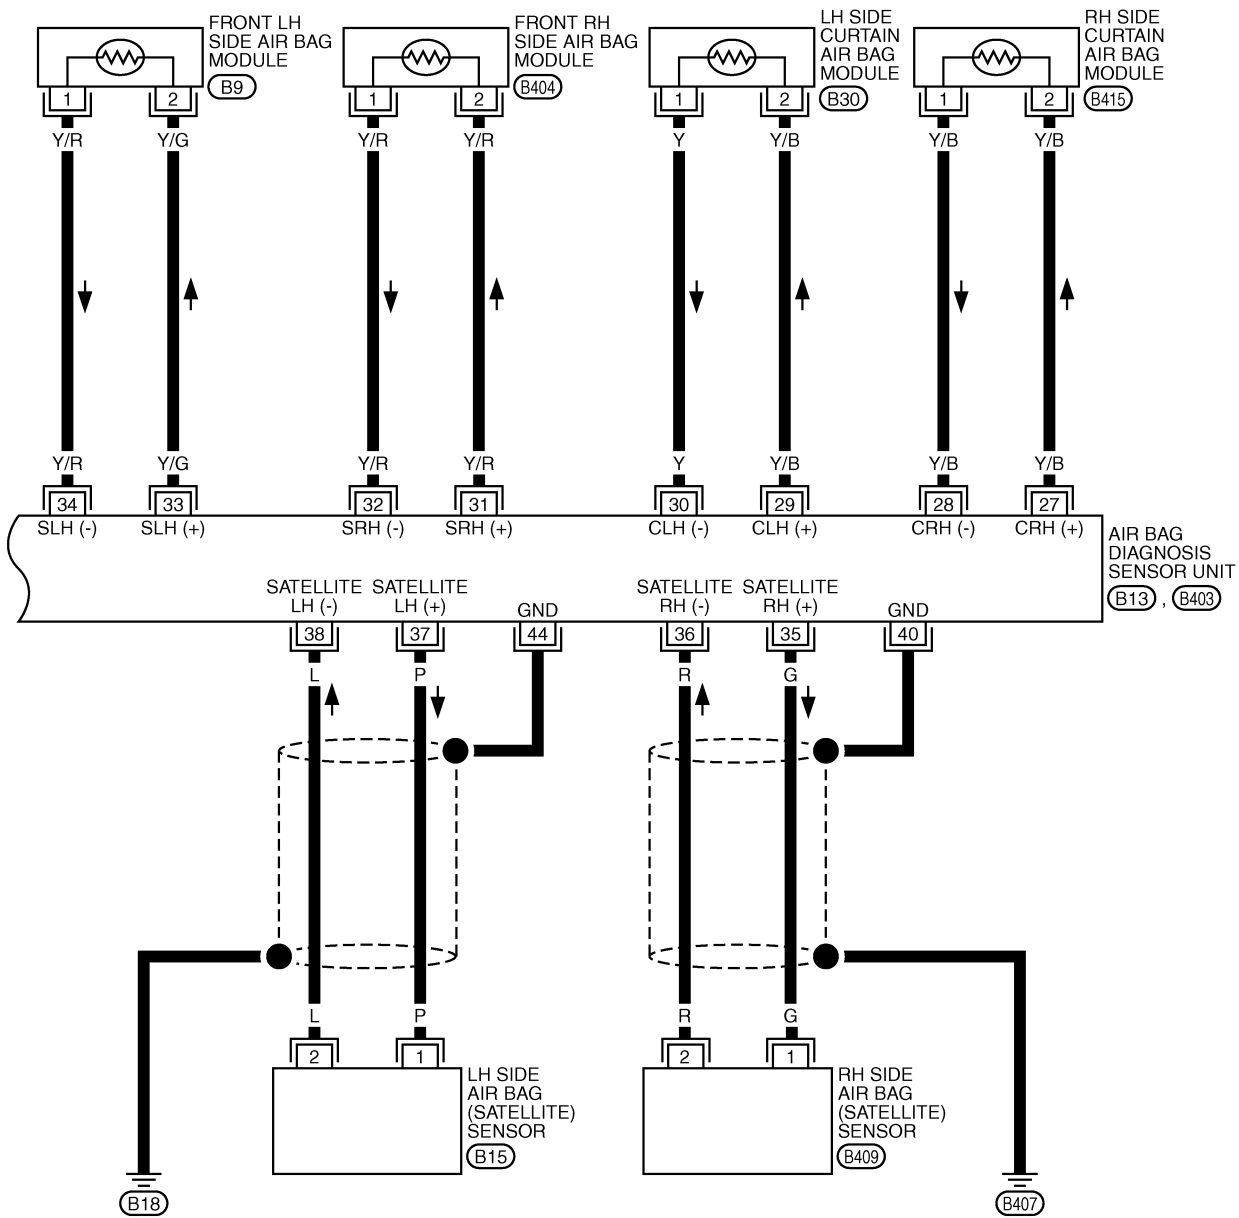 FRONT LH
SIDE AIR BAG
MODULE
B9
FRONT RH
SIDE AIR BAG
MODULE
B404
LH SIDE
CURTAIN
AIR BAG
MODULE
B30
RH SIDE
CURTAIN
AIR BAG
MODULE
B415
1 2 1 2 1 2 1 2
Y/R Y/G Y/R Y/R Y Y/B Y/B Y/B
Y/R Y/G Y/R Y/R Y Y/B Y/B Y/B
34 33 32 31 30 29 28 27
SLH (-) SLH (+) SRH (-) SRH (+) CLH (-) CLH (+) CRH (-) CRH (+)
AIR BAG
DIAGNOSIS
SENSOR UNIT
B13 , B403
SATELLITE
LH (-)
SATELLITE
LH (+)
GND
SATELLITE
RH (-)
SATELLITE
RH (+)
GND
38 37 44 36 35 40
L P R G
L P R G
2 1 2 1
LH SIDE
AIR BAG
(SATELLITE)
SENSOR
B15
RH SIDE
AIR BAG
(SATELLITE)
SENSOR
B409
B18
B407